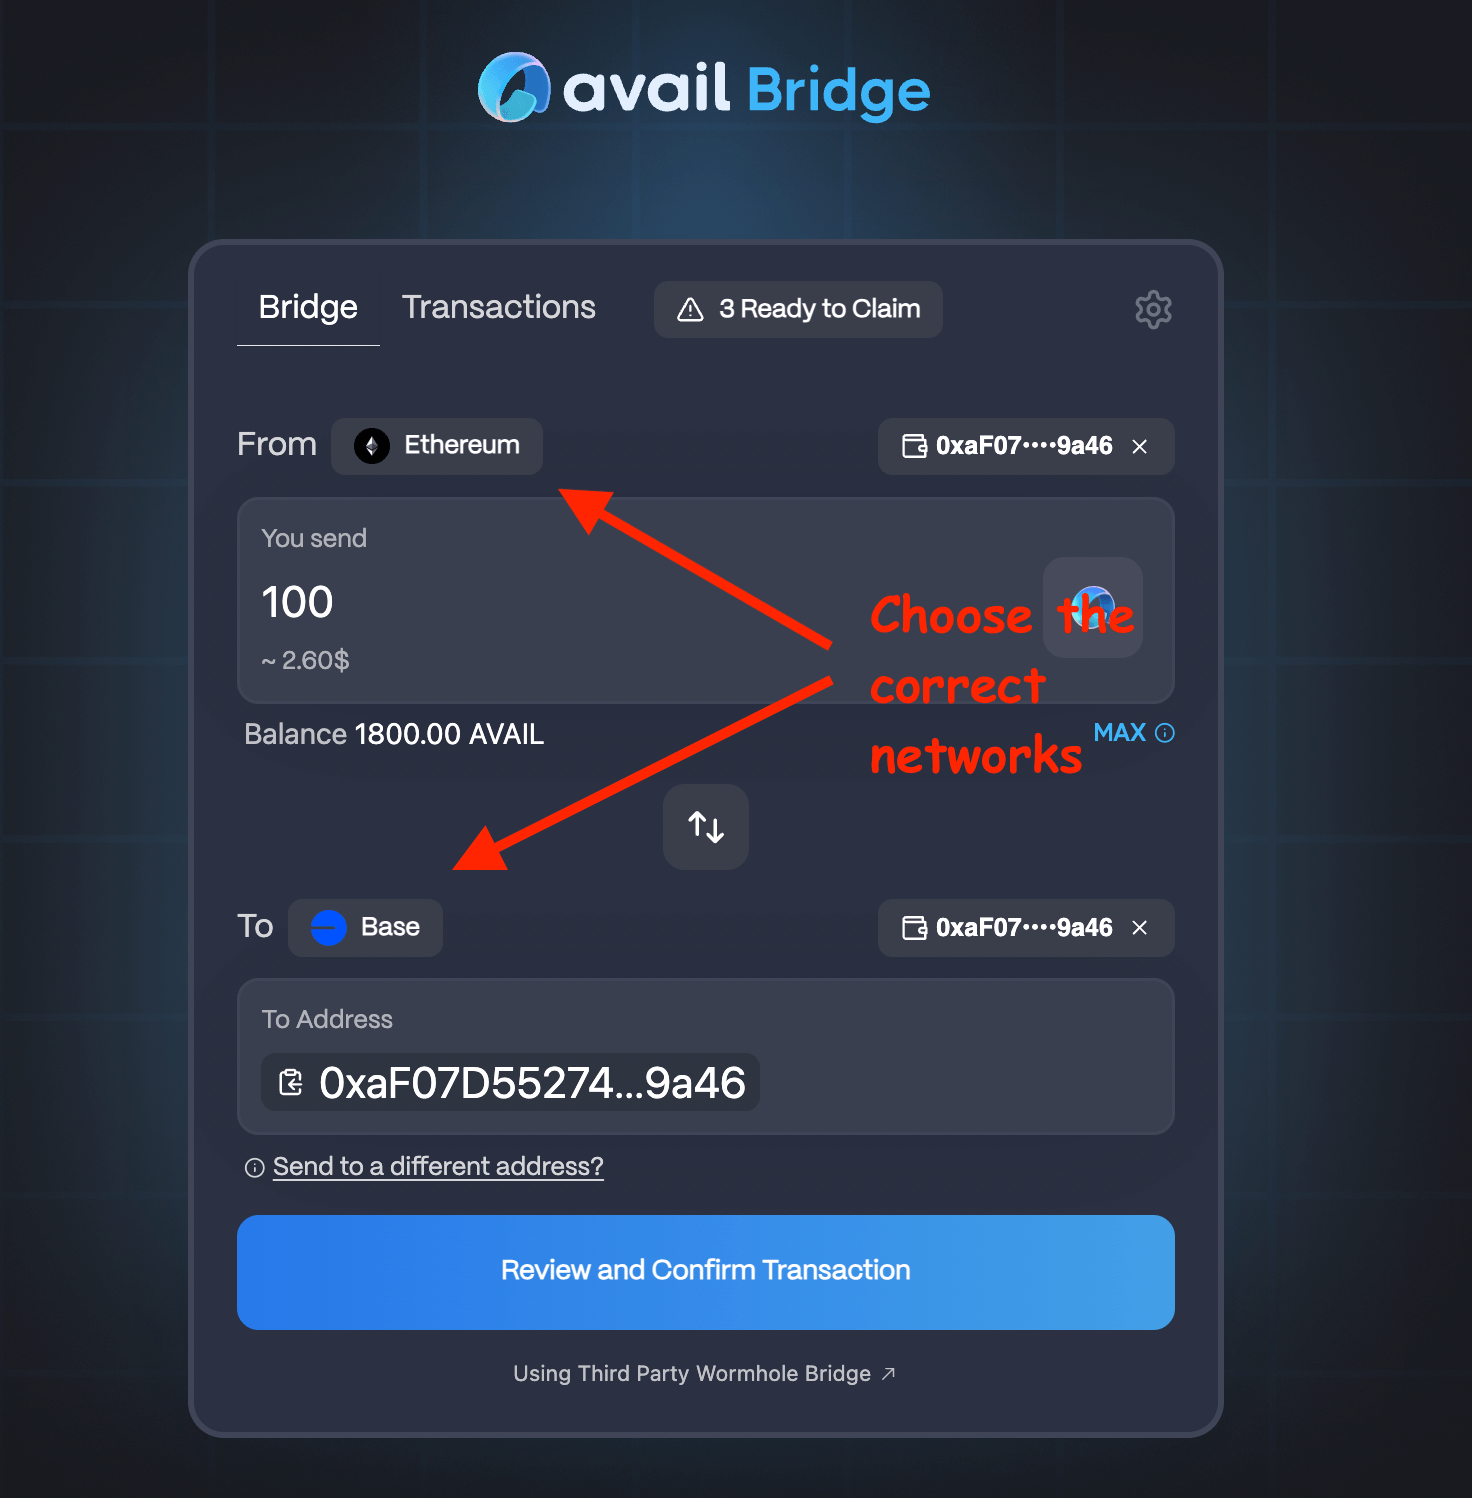 avail Bridge
Bridge Transactions 3 Ready to Claim
From Ethereum 0xaF07····9a46 ×
You send
100
~ 2.60$
Choose the
correct
networks
Balance 1800.00 AVAIL MAX
To Base 0xaF07····9a46 ×
To Address
0xaF07D55274...9a46
Send to a different address?
Review and Confirm Transaction
Using Third Party Wormhole Bridge ↗